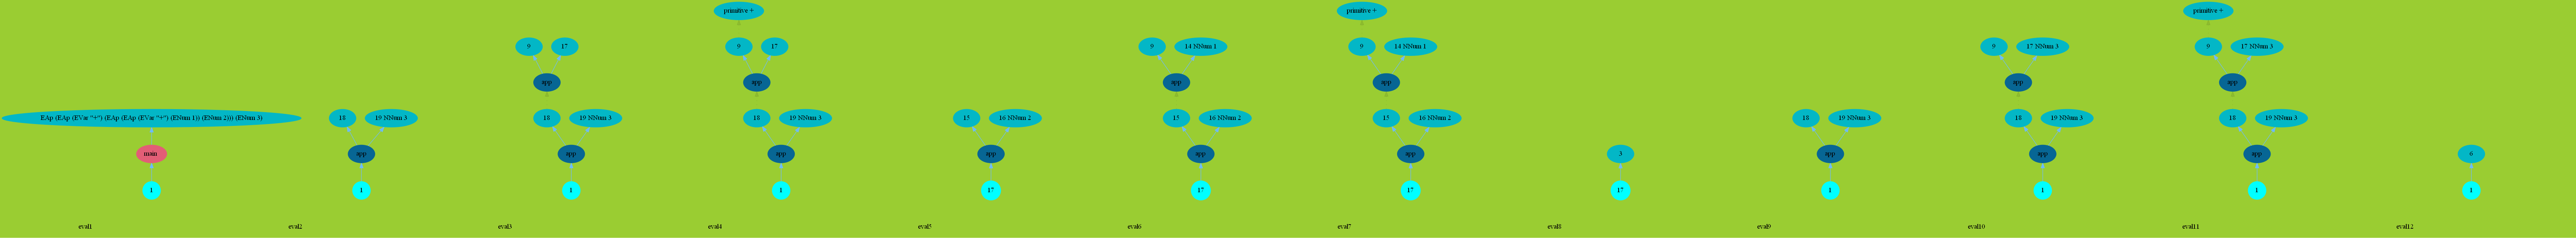 primitive + primitive + primitive +
9 17 9 17 9 14 NNum 1 9 14 NNum 1 9 17 NNum 3 9 17 NNum 3
app app app app app app
EAp (EAp (EVar "+") (EAp (EAp (EVar "+") (ENum 1)) (ENum 2))) (ENum 3) 18 19 NNum 3 18 19 NNum 3 18 19 NNum 3 15 16 NNum 2 15 16 NNum 2 15 16 NNum 2 18 19 NNum 3 18 19 NNum 3 18 19 NNum 3
main app app app app app app 3 app app app 6
1 1 1 1 17 17 17 17 1 1 1 1
eval1 eval2 eval3 eval4 eval5 eval6 eval7 eval8 eval9 eval10 eval11 eval12